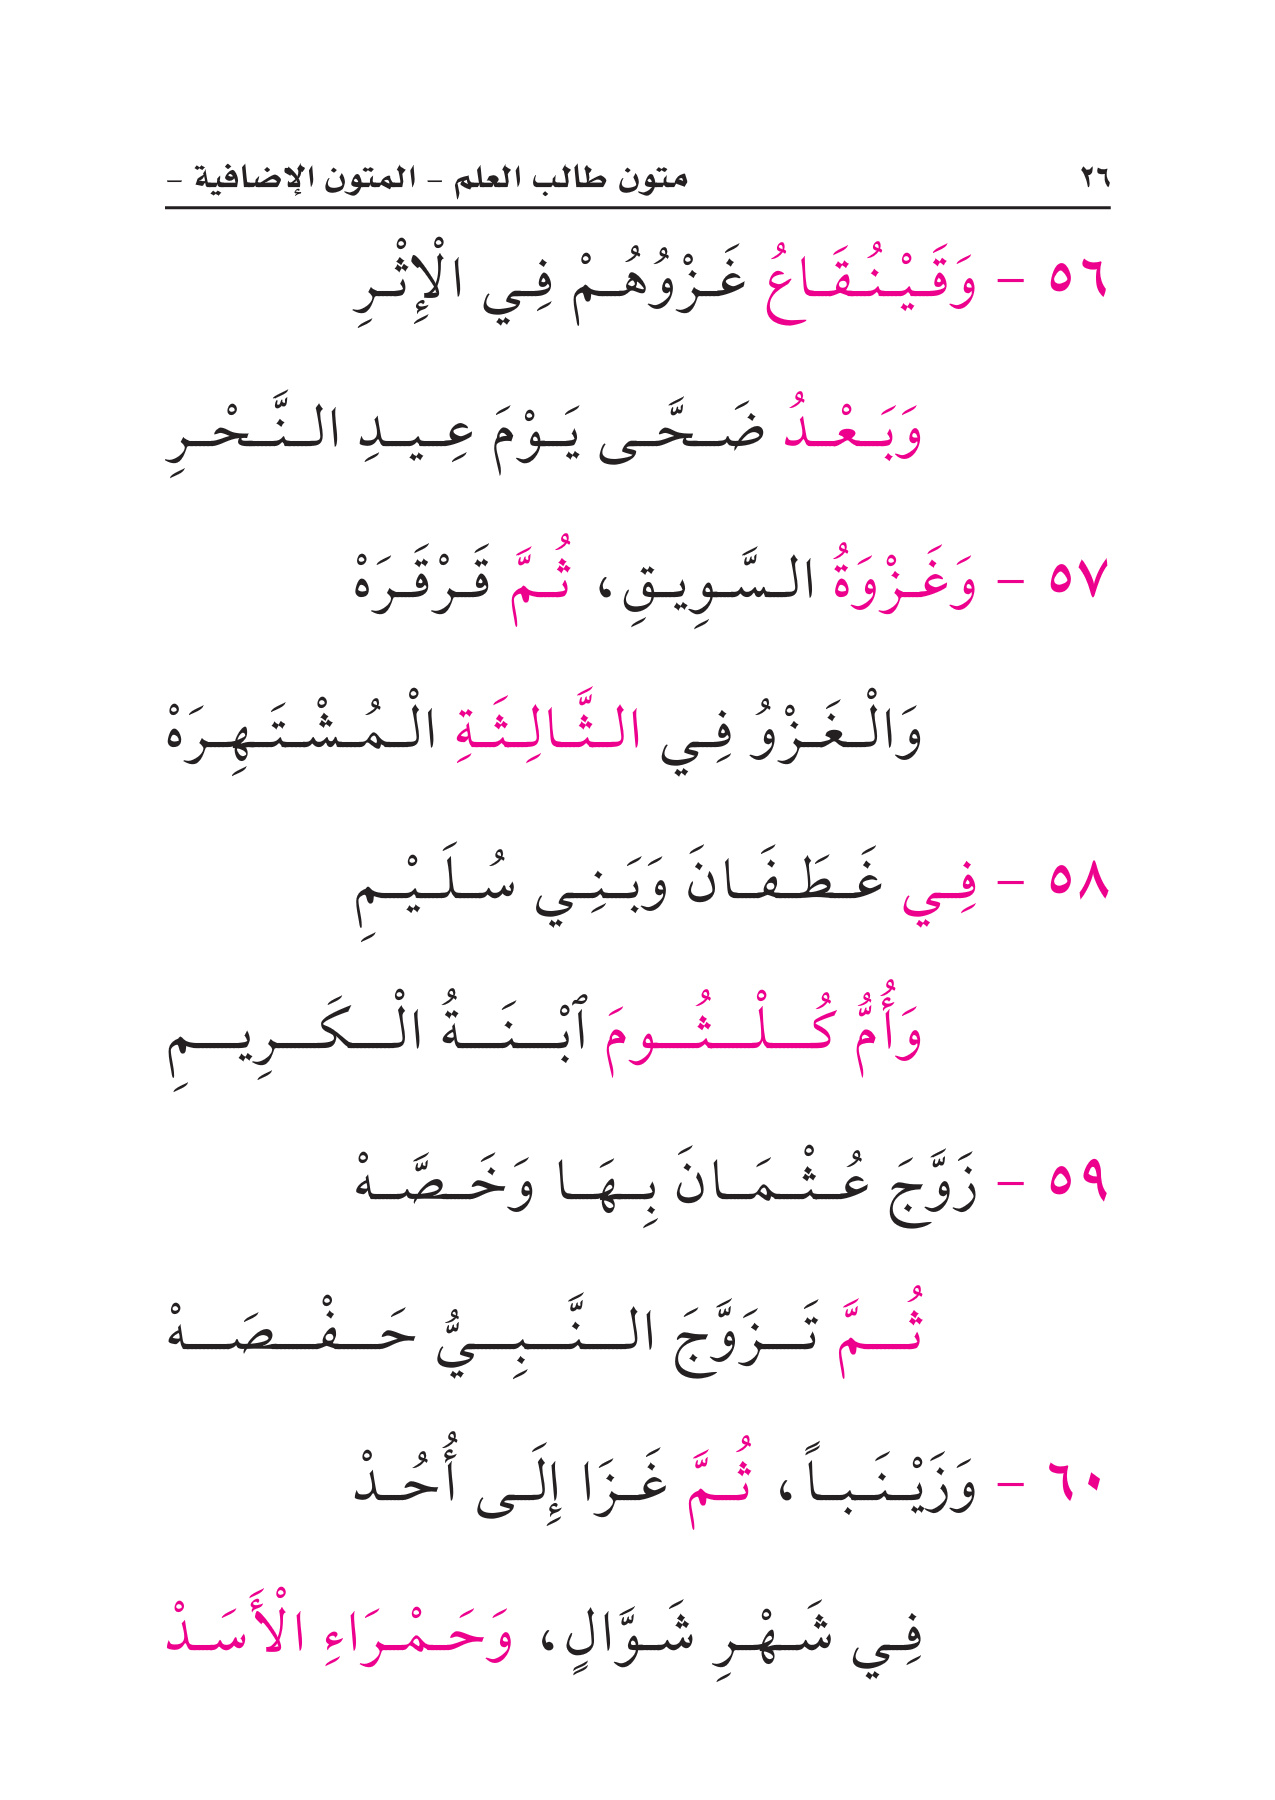 ٢٦ متون طالب العلم – المتون الإضافية –
٥٦ – وَقَيْنُقَاعُ غَزْوُهُمْ فِي الْإِثْرِ
وَبَعْدُ ضَحَّى يَوْمَ عِيدِ النَّحْرِ
٥٧ – وَغَزْوَةُ السَّوِيقِ، ثُمَّ قَرْقَرَهْ
وَالْغَزْوُ فِي الثَّالِثَةِ الْمُشْتَهِرَهْ
٥٨ – فِي غَطَفَانَ وَبَنِي سُلَيْمِ
وَأُمُّ كُلْثُومَ ٱبْنَةُ الْكَرِيمِ
٥٩ – زَوَّجَ عُثْمَانَ بِهَا وَخَصَّهْ
ثُمَّ تَزَوَّجَ النَّبِيُّ حَفْصَهْ
٦٠ – وَزَيْنَباً، ثُمَّ غَزَا إِلَى أُحُدْ
فِي شَهْرِ شَوَّالٍ، وَحَمْرَاءِ الْأَسَدْ